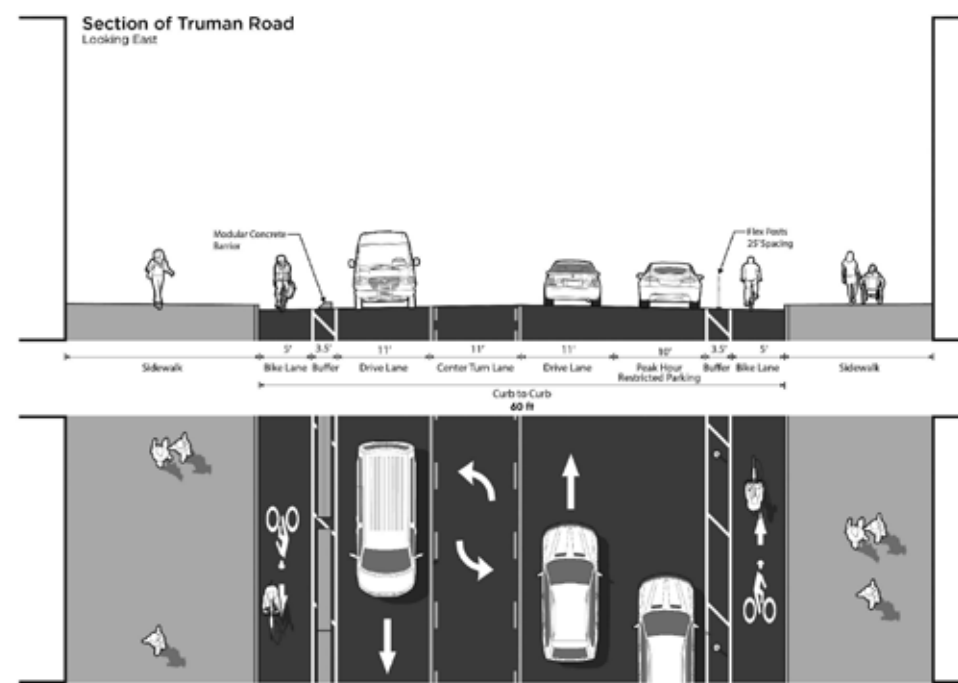 Section of Truman Road
Looking East
Modular Concrete
Barrier
Flex Posts
25' Spacing
5' 3.5' 11' 11' 11' 10' 3.5' 5'
Sidewalk Bike Lane Buffer Drive Lane Center Turn Lane Drive Lane Peak Hour Buffer Bike Lane Sidewalk
Restricted Parking
Curb to Curb
60 ft